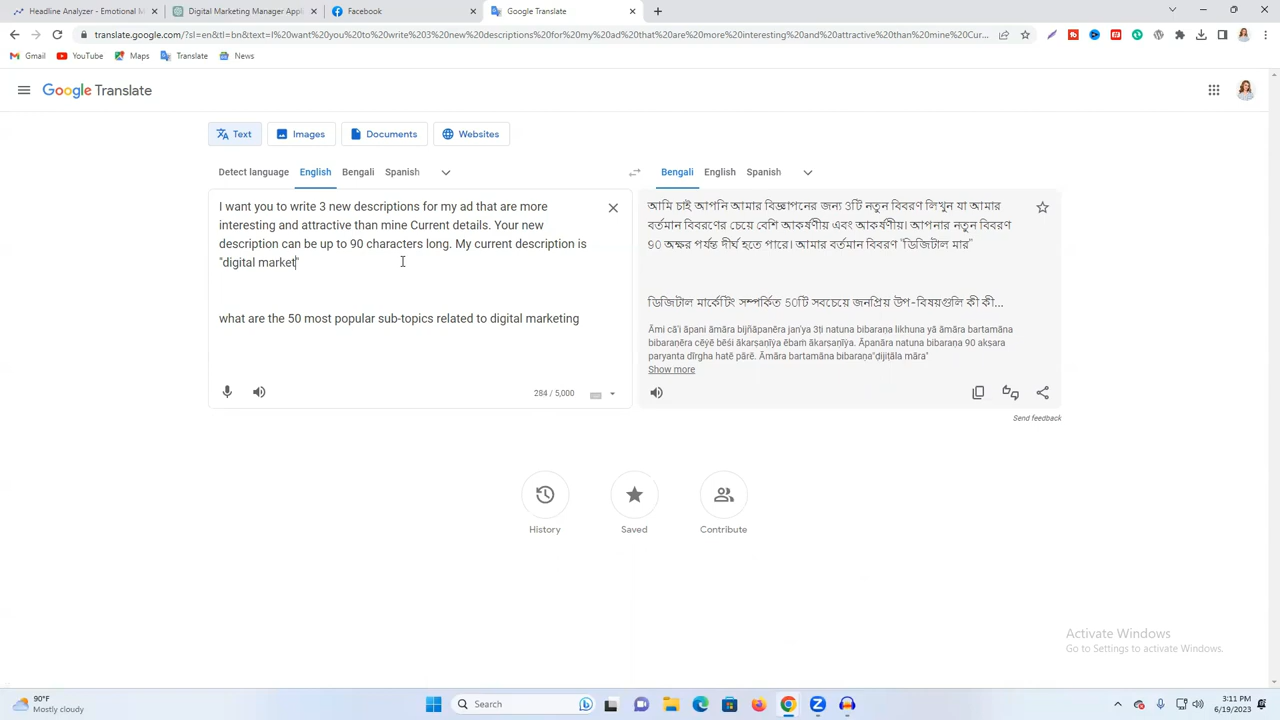 Headline Analyzer - Emotional M
Digital Marketing Manager Appl
Facebook
Google Translate
translate.google.com/?sl=en&tl=bn&text=I%20want%20you%20to%20write%203%20new%20descriptions%20for%20my%20ad%20that%20are%20more%20interesting%20and%20attractive%20than%20mine%20Cur...
Gmail
YouTube
Maps
Translate
News
Google Translate
Text
Images
Documents
Websites
Detect language
English
Bengali
Spanish
Bengali
English
Spanish
I want you to write 3 new descriptions for my ad that are more
interesting and attractive than mine Current details. Your new
description can be up to 90 characters long. My current description is
"digital market"
what are the 50 most popular sub-topics related to digital marketing
284 / 5,000
আমি চাই আপনি আমার বিজ্ঞাপনের জন্য 3টি নতুন বিবরণ লিখুন যা আমার
বর্তমান বিবরণের চেয়ে বেশি আকর্ষণীয় এবং আকর্ষণীয়। আপনার নতুন বিবরণ
90 অক্ষর পর্যন্ত দীর্ঘ হতে পারে। আমার বর্তমান বিবরণ "ডিজিটাল মার"
ডিজিটাল মার্কেটিং সম্পর্কিত 50টি সবচেয়ে জনপ্রিয় উপ-বিষয়গুলি কী কী...
Āmi cā'i āpani āmāra bijñāpanēra jan'ya 3ṭi natuna bibaraṇa likhuna yā āmāra bartamāna
bibaraṇēra cēẏē bēśi ākarṣaṇīẏa ēbaṁ ākarṣaṇīẏa. Āpanāra natuna bibaraṇa 90 akṣara
paryanta dīrgha hatē pārē. Āmāra bartamāna bibaraṇa"ḍijiṭāla māra"
Show more
Send feedback
History
Saved
Contribute
Activate Windows
Go to Settings to activate Windows.
90°F
Mostly cloudy
Search
3:11 PM
6/19/2023